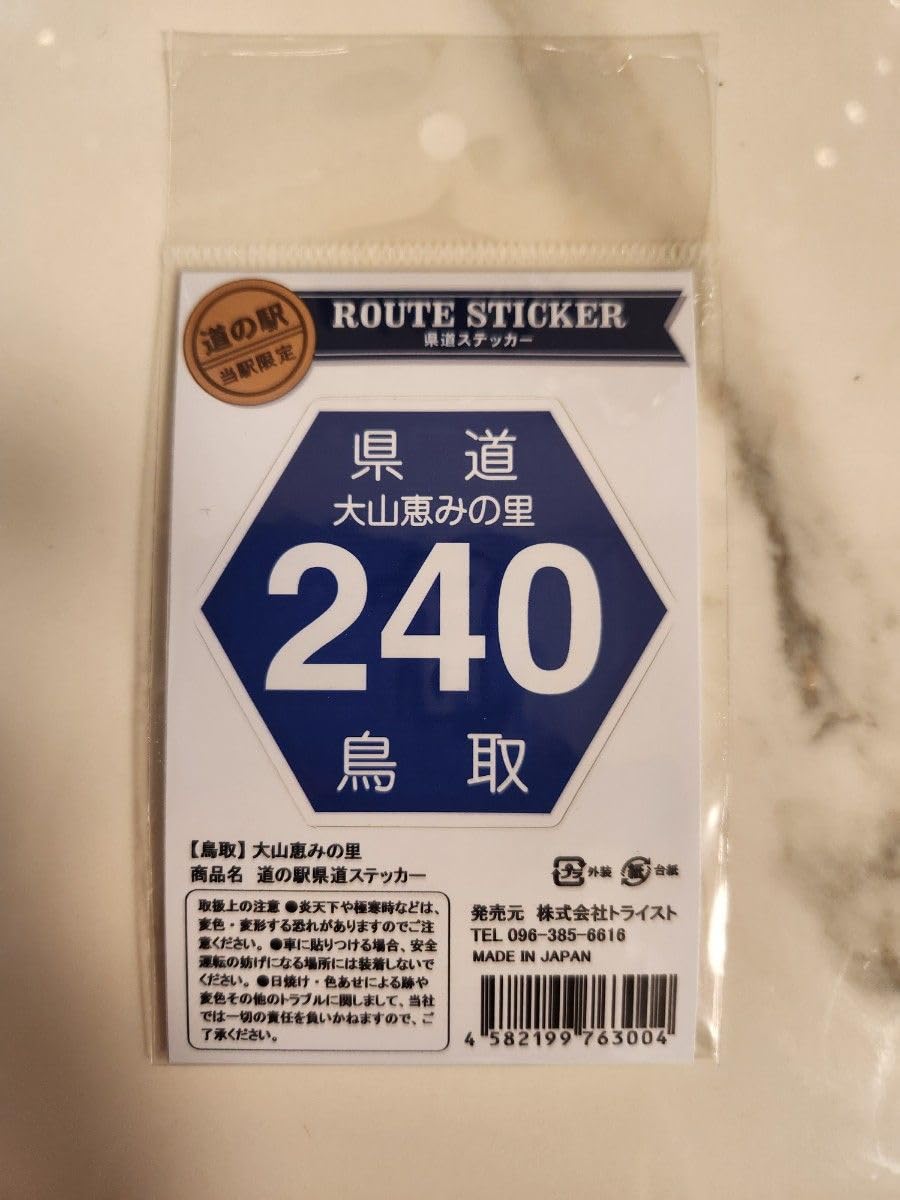 道の駅
当駅限定
ROUTE STICKER
県道ステッカー
県道
大山恵みの里
240
鳥取
【鳥取】大山恵みの里
商品名 道の駅県道ステッカー
プラ 外装 紙 台紙
取扱上の注意 ●炎天下や極寒時などは、
変色・変形する恐れがありますのでご注
意ください。●車に貼りつける場合、安全
運転の妨げになる場所には装着しないで
ください。●日焼け・色あせによる跡や
変色その他のトラブルに関しまして、当社
では一切の責任を負いかねますので、ご
了承ください。
発売元 株式会社トライスト
TEL 096-385-6616
MADE IN JAPAN
4 582199 763004